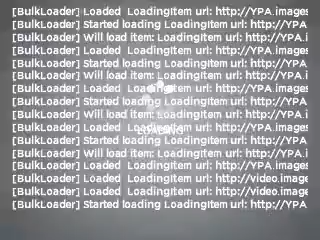 [BulkLoader] Loaded  LoadingItem url: http://YPA.images
[BulkLoader] Started loading LoadingItem url: http://YPA
[BulkLoader] Will load item: LoadingItem url: http://YPA.i
[BulkLoader] Loaded  LoadingItem url: http://YPA.images
[BulkLoader] Started loading LoadingItem url: http://YPA
[BulkLoader] Will load item: LoadingItem url: http://YPA.i
[BulkLoader] Loaded  LoadingItem url: http://YPA.images
[BulkLoader] Started loading LoadingItem url: http://YPA
[BulkLoader] Will load item: LoadingItem url: http://YPA.i
[BulkLoader] Loaded  LoadingItem url: http://YPA.images
LOADING
[BulkLoader] Started loading LoadingItem url: http://YPA
[BulkLoader] Will load item: LoadingItem url: http://YPA.i
[BulkLoader] Loaded  LoadingItem url: http://YPA.images
[BulkLoader] Loaded  LoadingItem url: http://video.image
[BulkLoader] Loaded  LoadingItem url: http://video.image
[BulkLoader] Started loading LoadingItem url: http://YPA